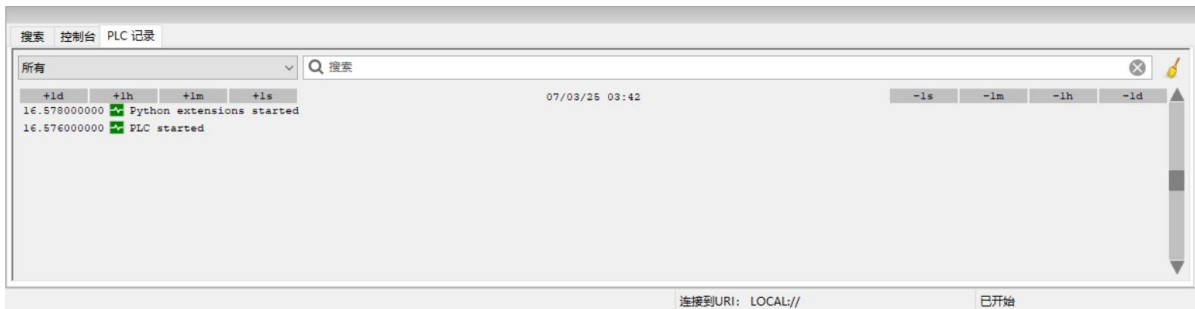 搜索 控制台 PLC 记录
所有 搜索
+1d +1h +1m +1s 07/03/25 03:42 -1s -1m -1h -1d
16.578000000 Python extensions started
16.576000000 PLC started
连接到URI: LOCAL:// 已开始